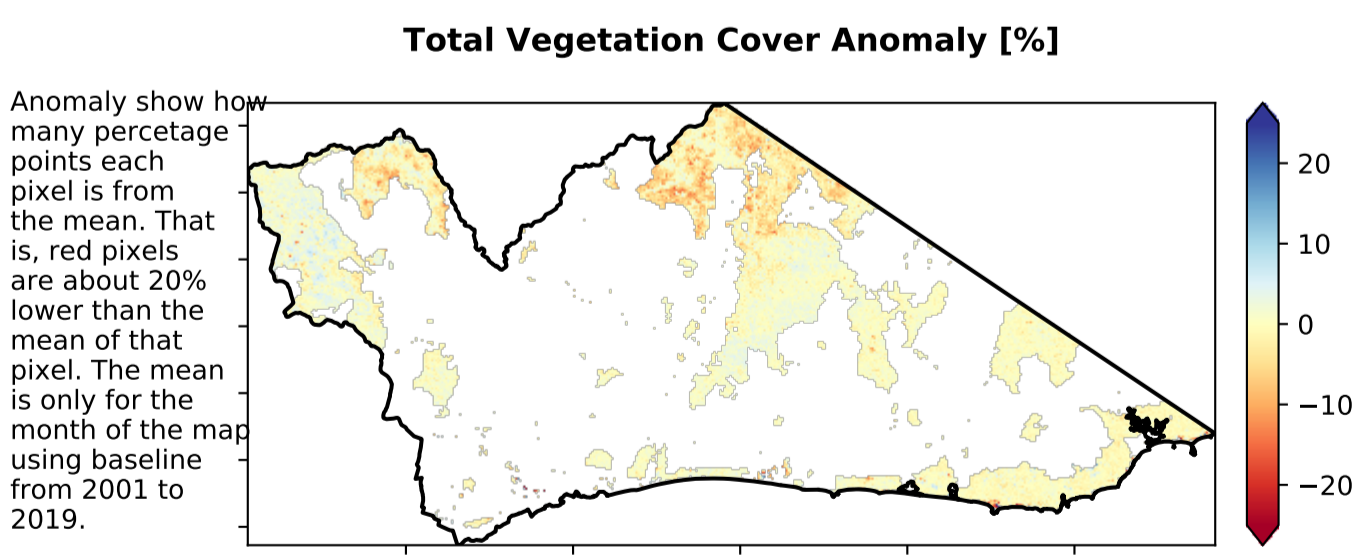 Total Vegetation Cover Anomaly [%]
Anomaly show how
many percetage
points each
pixel is from
the mean. That
is, red pixels
are about 20%
lower than the
mean of that
pixel. The mean
is only for the
month of the map
using baseline
from 2001 to
2019.
20
10
0
−10
−20